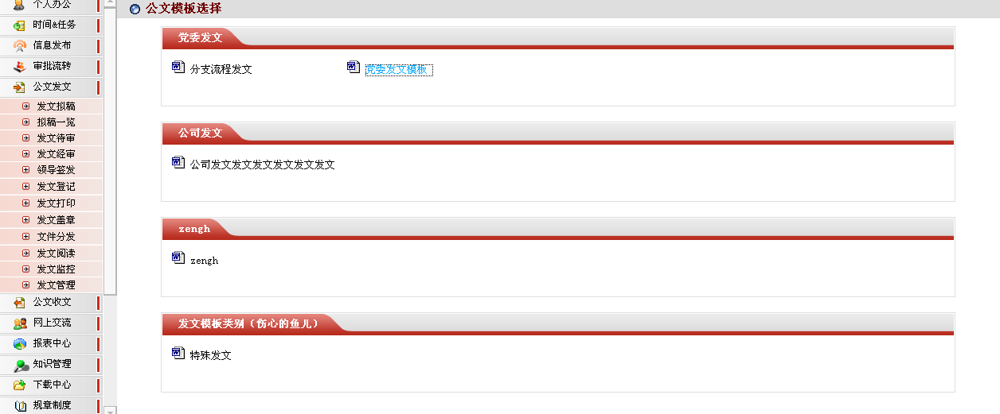 个人办公
时间&任务
信息发布
审批流转
公文发文
发文拟稿
拟稿一览
发文待审
发文经审
领导签发
发文登记
发文打印
发文盖章
文件分发
发文阅读
发文监控
发文管理
公文收文
网上交流
报表中心
知识管理
下载中心
规章制度
公文模板选择
党委发文
分支流程发文 党委发文模板
公司发文
公司发文发文发文发文发文发文
zengh
zengh
发文模板类别（伤心的鱼儿）
特殊发文